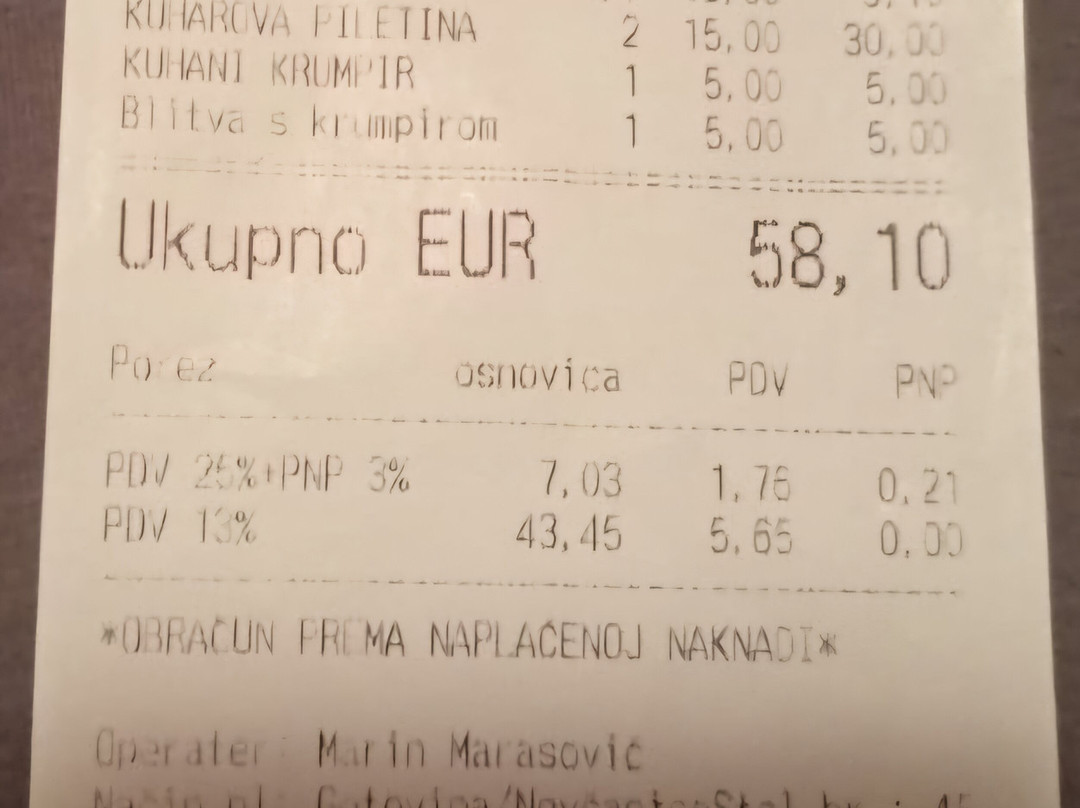 KUHAROVA PILETINA 2 15,00 30,00
KUHANI KRUMPIR 1 5,00 5,00
Blitva s krumpirom 1 5,00 5,00
Ukupno EUR 58,10
Porez osnovica PDV PNP
PDV 25%+PNP 3% 7,03 1,76 0,21
PDV 13% 43,45 5,65 0,00
*OBRAČUN PREMA NAPLAĆENOJ NAKNADI*
Operater: Marin Marasović